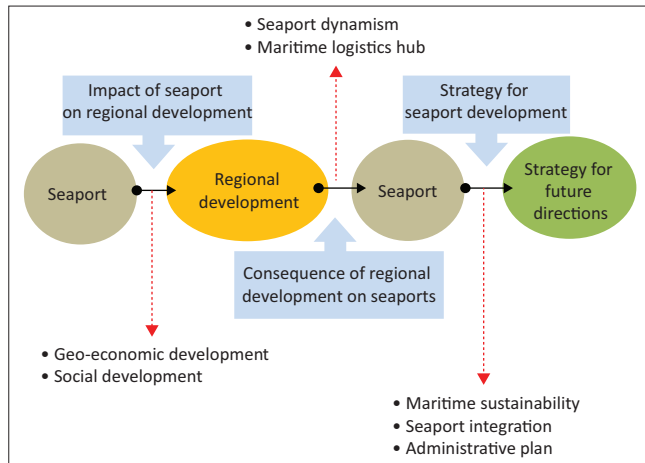 • Seaport dynamism
• Maritime logistics hub
Impact of seaport
on regional development
Strategy for
seaport development
Seaport
Regional
development
Seaport
Strategy for
future
directions
Consequence of regional
development on seaports
• Geo-economic development
• Social development
• Maritime sustainability
• Seaport integration
• Administrative plan